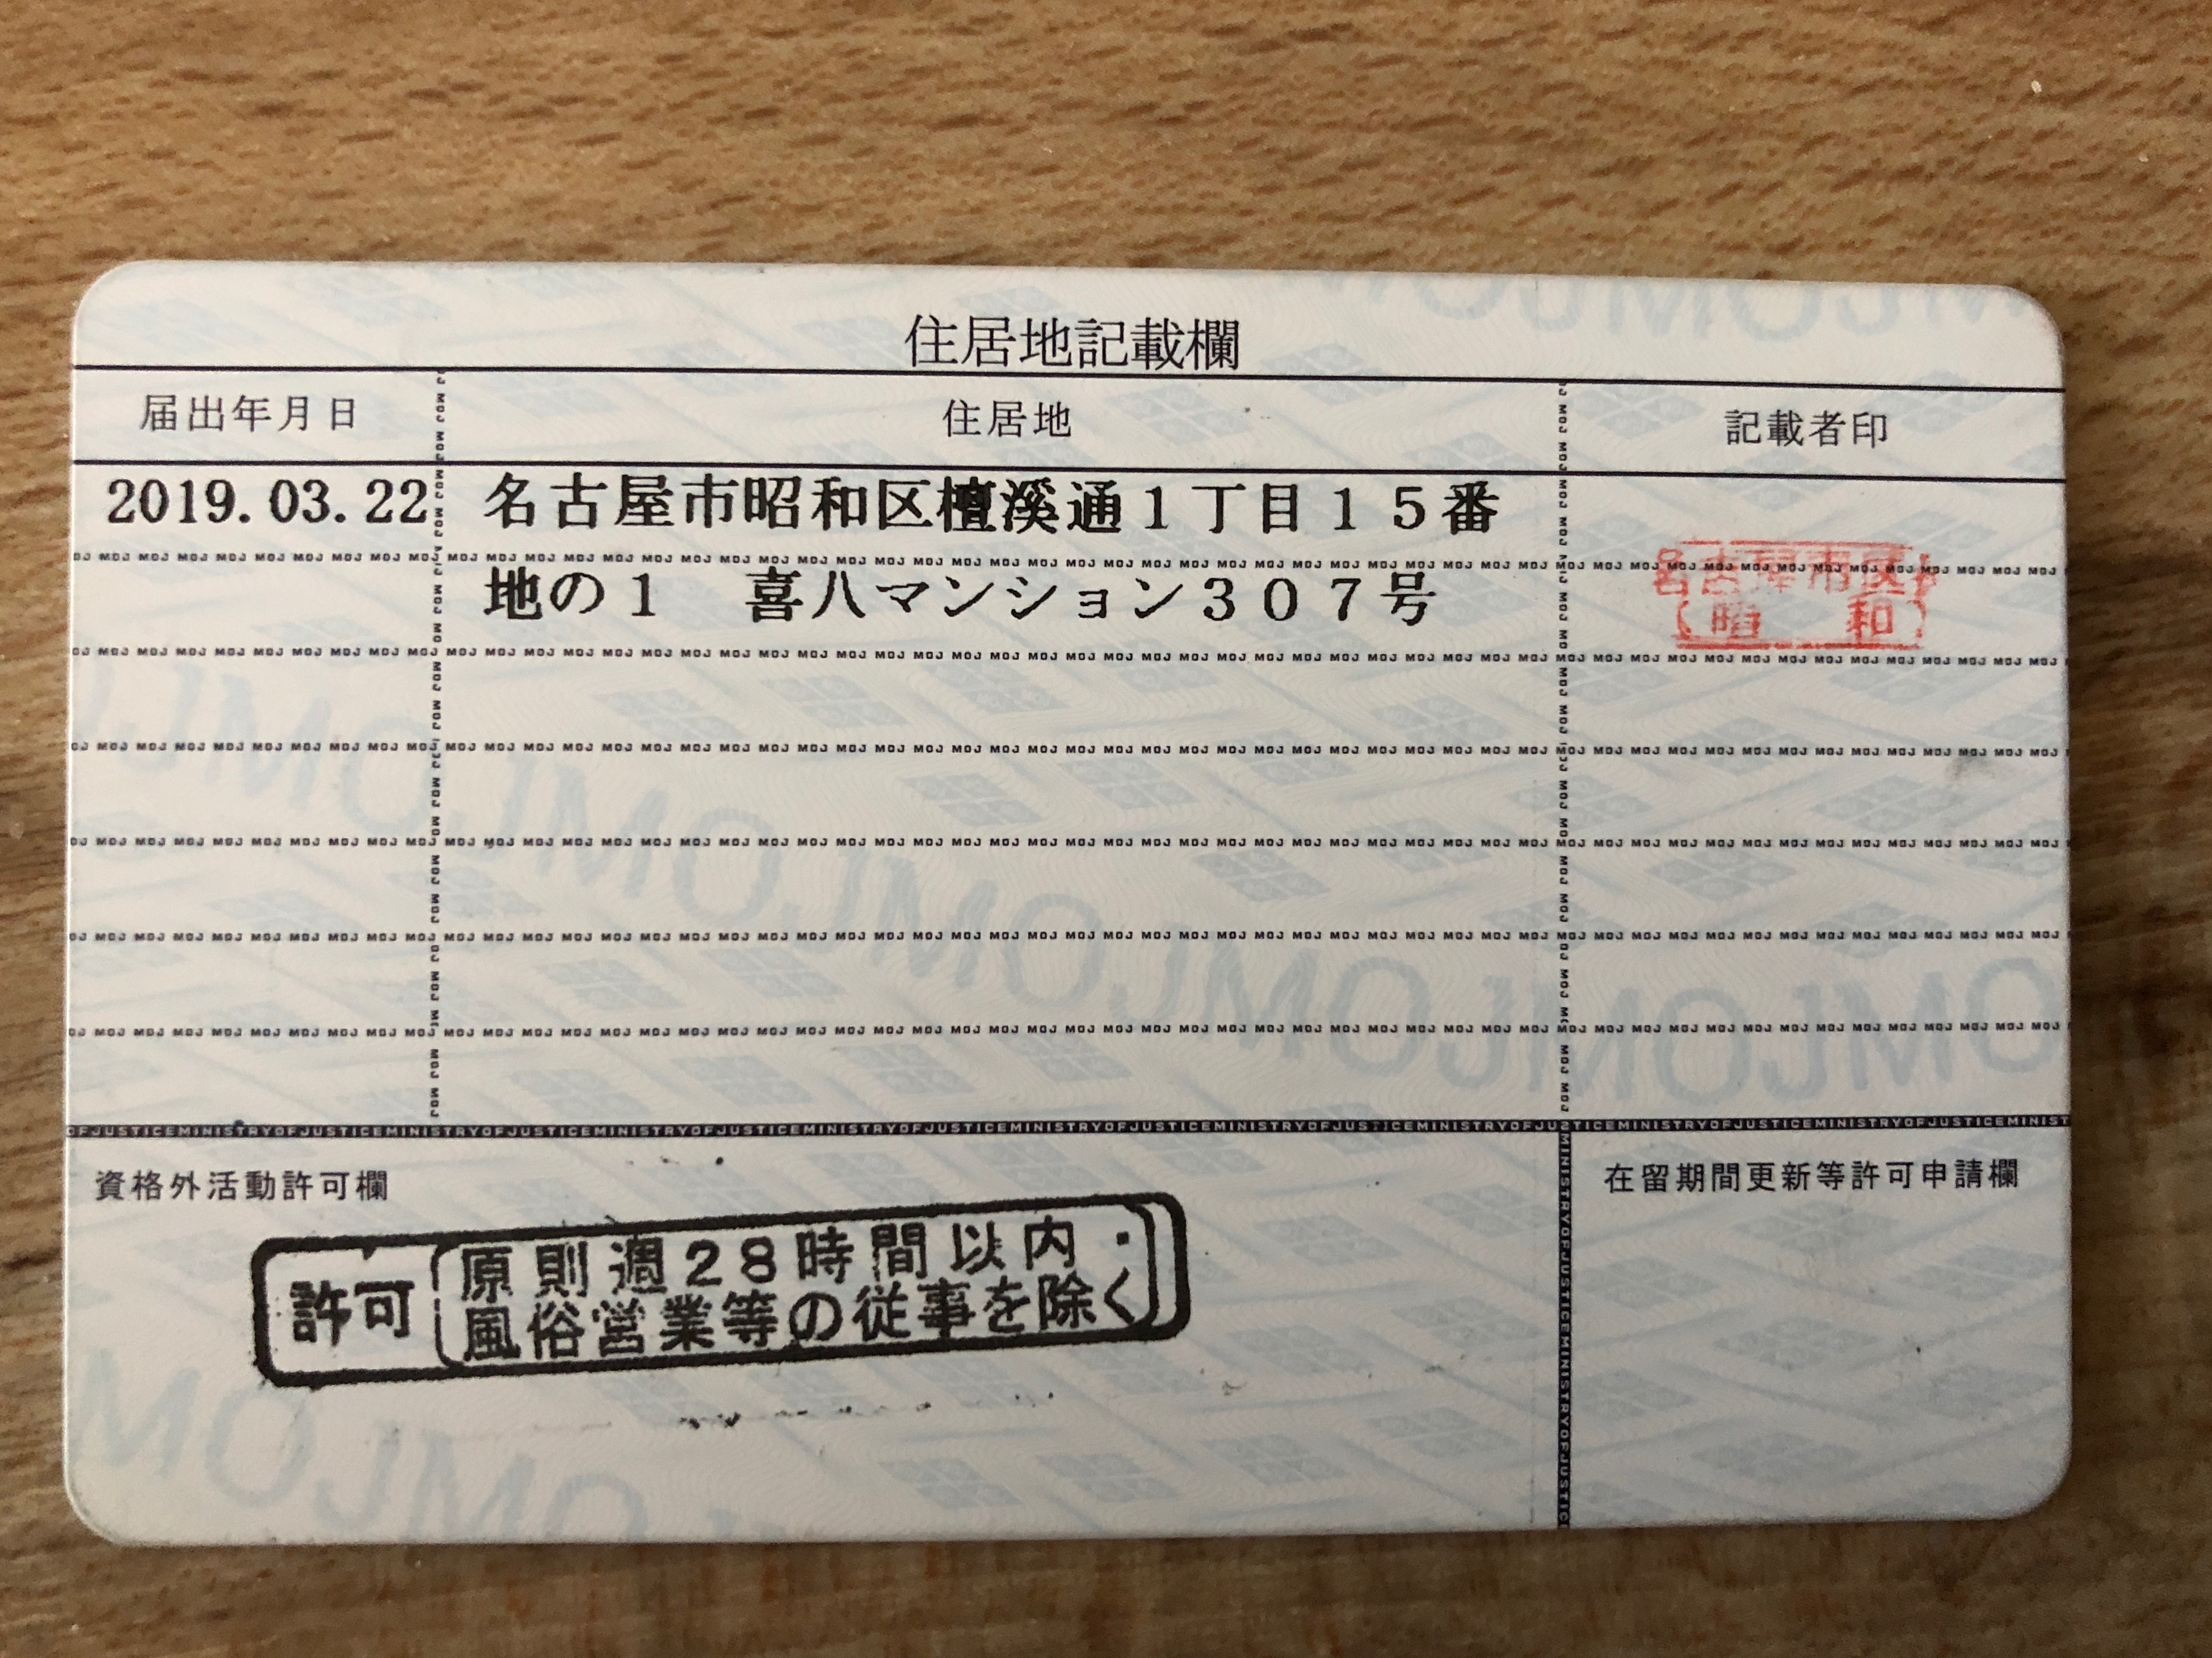 住居地記載欄
届出年月日 住居地 記載者印
2019.03.22 名古屋市昭和区檀溪通1丁目15番
地の1 喜八マンション307号
名古屋市区
(昭 和)
MINISTRYOFJUSTICE
資格外活動許可欄 在留期間更新等許可申請欄
許可 原則週28時間以内・
風俗営業等の従事を除く
MOJ